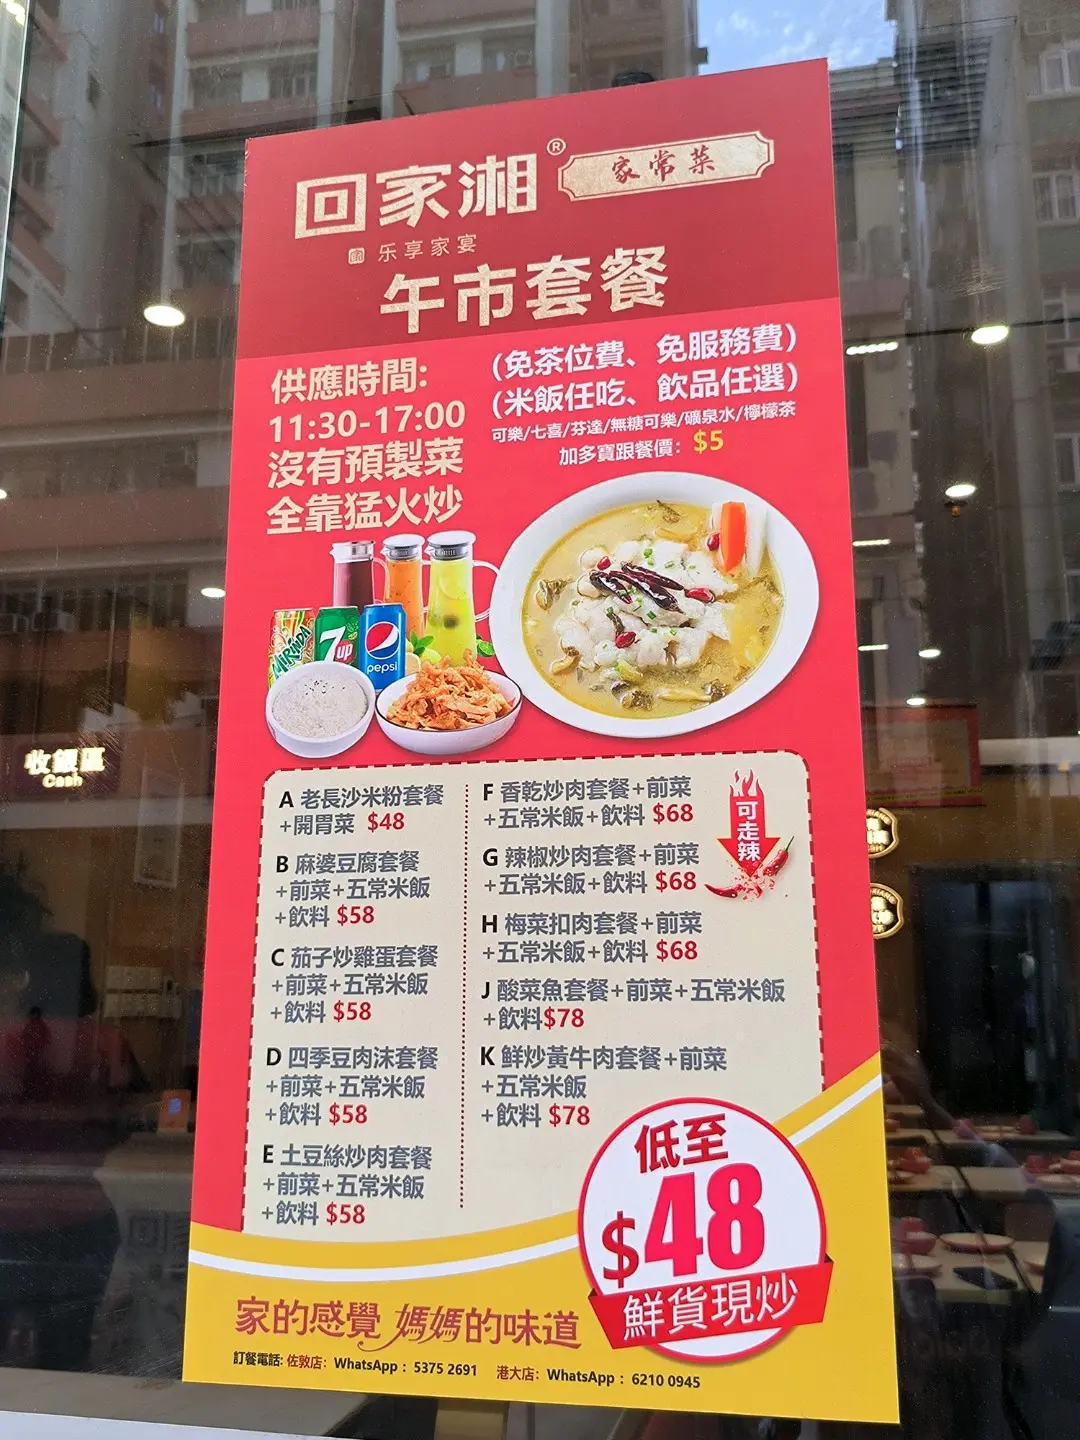 回家湘®
家常菜
乐享家宴
午市套餐
供應時間:
11:30-17:00
沒有預製菜
全靠猛火炒
(免茶位費、免服務費)
(米飯任吃、飲品任選)
可樂/七喜/芬達/無糖可樂/礦泉水/檸檬茶
加多寶跟餐價: $5
MIRINDA
7up
pepsi
A 老長沙米粉套餐
+開胃菜 $48
B 麻婆豆腐套餐
+前菜+五常米飯
+飲料 $58
C 茄子炒雞蛋套餐
+前菜+五常米飯
+飲料 $58
D 四季豆肉沫套餐
+前菜+五常米飯
+飲料 $58
E 土豆絲炒肉套餐
+前菜+五常米飯
+飲料 $58
F 香乾炒肉套餐+前菜
+五常米飯+飲料 $68
G 辣椒炒肉套餐+前菜
+五常米飯+飲料 $68
H 梅菜扣肉套餐+前菜
+五常米飯+飲料 $68
J 酸菜魚套餐+前菜+五常米飯
+飲料$78
K 鮮炒黃牛肉套餐+前菜
+五常米飯
+飲料 $78
可走辣
低至
$48
鮮貨現炒
家的感覺 媽媽的味道
訂餐電話: 佐敦店: WhatsApp : 5375 2691 港大店: WhatsApp : 6210 0945
收銀區
Cash